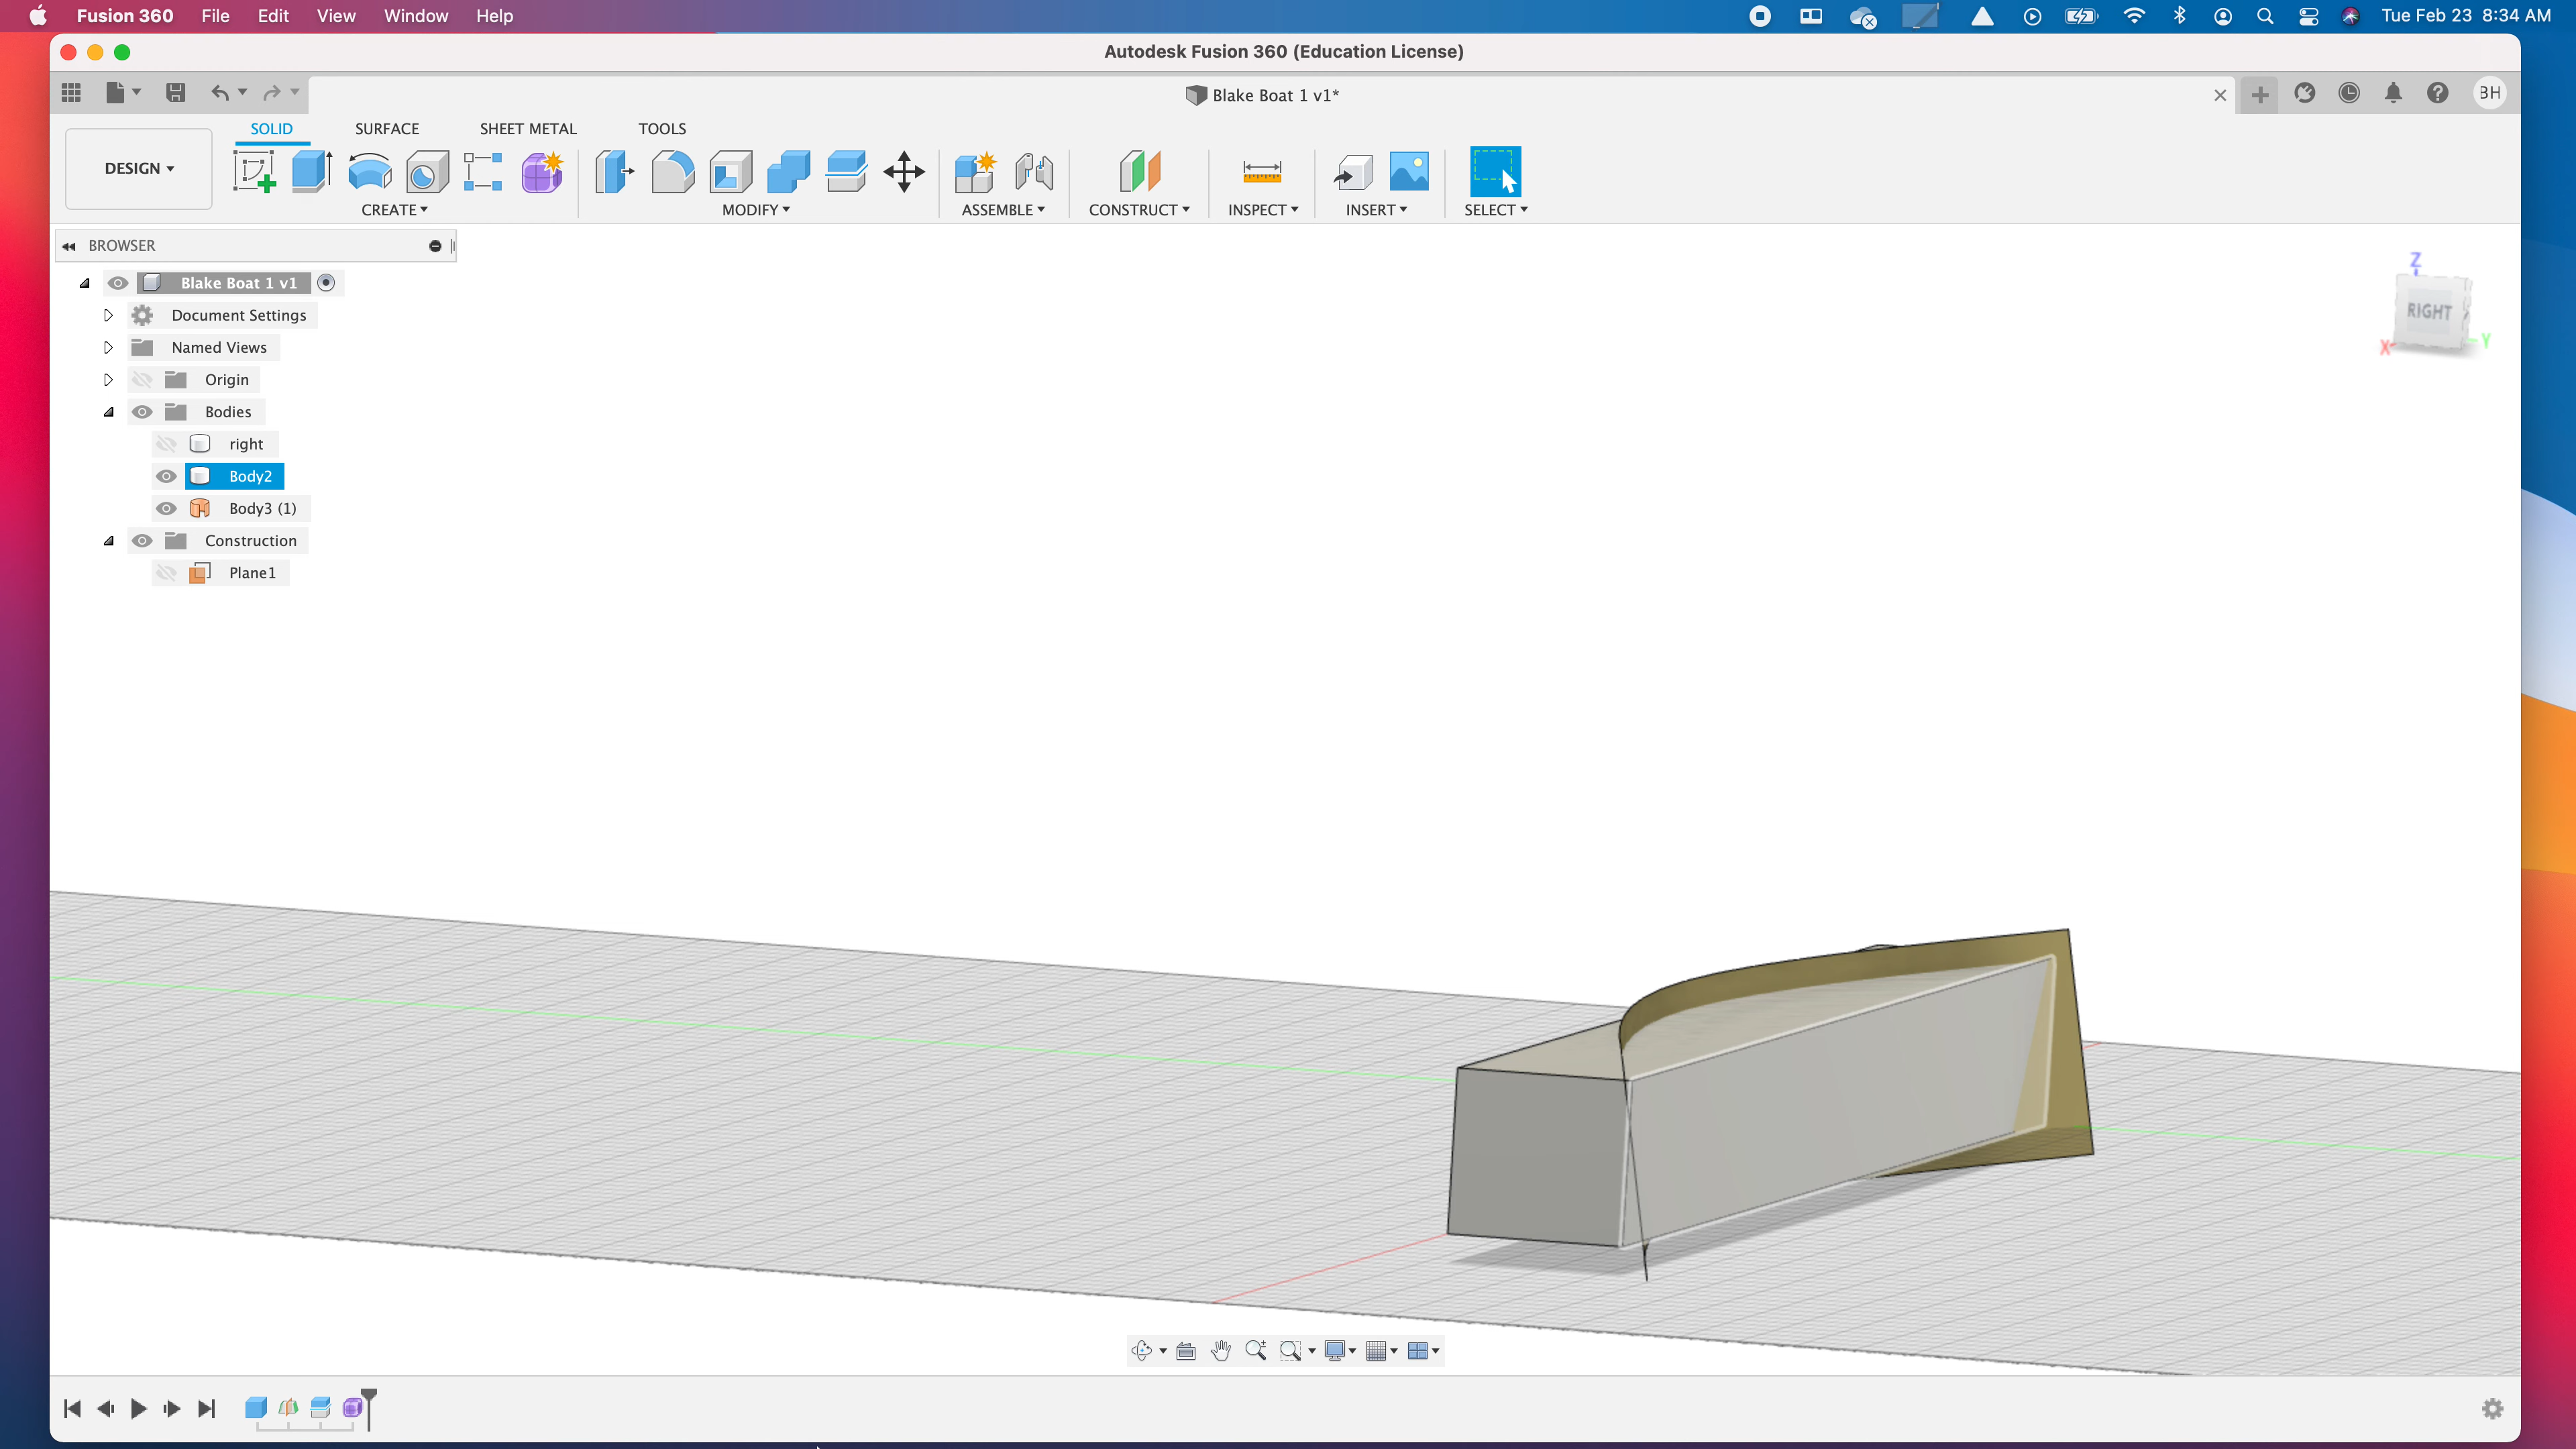 Fusion 360 File Edit View Window Help Tue Feb 23 8:34 AM
Autodesk Fusion 360 (Education License)
Blake Boat 1 v1* BH
SOLID SURFACE SHEET METAL TOOLS
DESIGN
CREATE MODIFY ASSEMBLE CONSTRUCT INSPECT INSERT SELECT
BROWSER
Blake Boat 1 v1
Document Settings
Named Views
Origin
Bodies
right
Body2
Body3 (1)
Construction
Plane1
Z
RIGHT
X Y